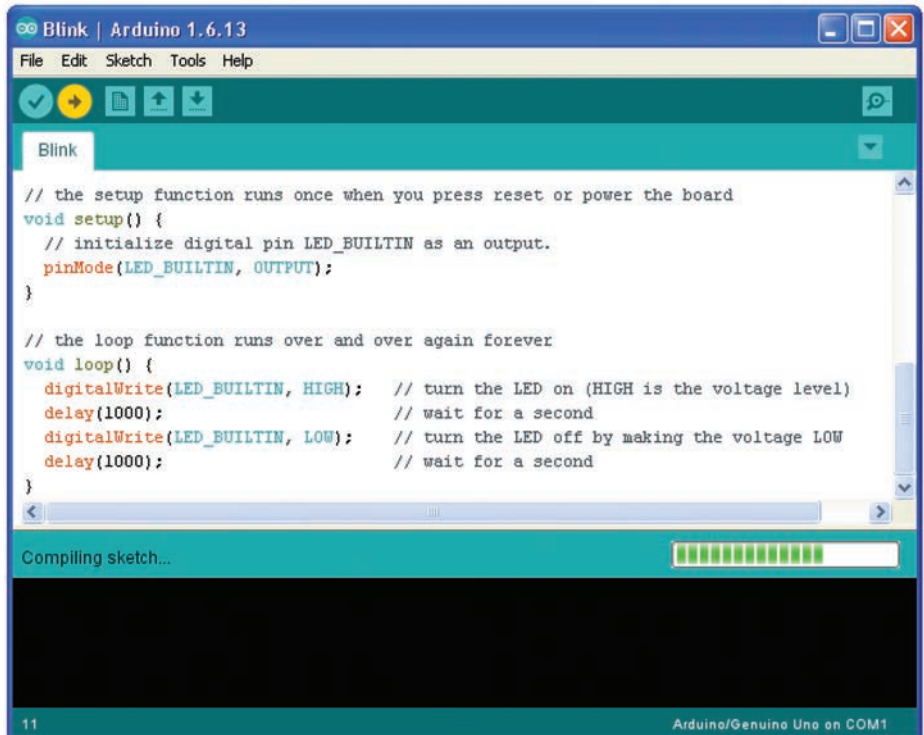 Blink | Arduino 1.6.13
File Edit Sketch Tools Help
Blink
// the setup function runs once when you press reset or power the board
void setup() {
  // initialize digital pin LED_BUILTIN as an output.
  pinMode(LED_BUILTIN, OUTPUT);
}

// the loop function runs over and over again forever
void loop() {
  digitalWrite(LED_BUILTIN, HIGH);   // turn the LED on (HIGH is the voltage level)
  delay(1000);                       // wait for a second
  digitalWrite(LED_BUILTIN, LOW);    // turn the LED off by making the voltage LOW
  delay(1000);                       // wait for a second
}
Compiling sketch...
11 Arduino/Genuino Uno on COM1